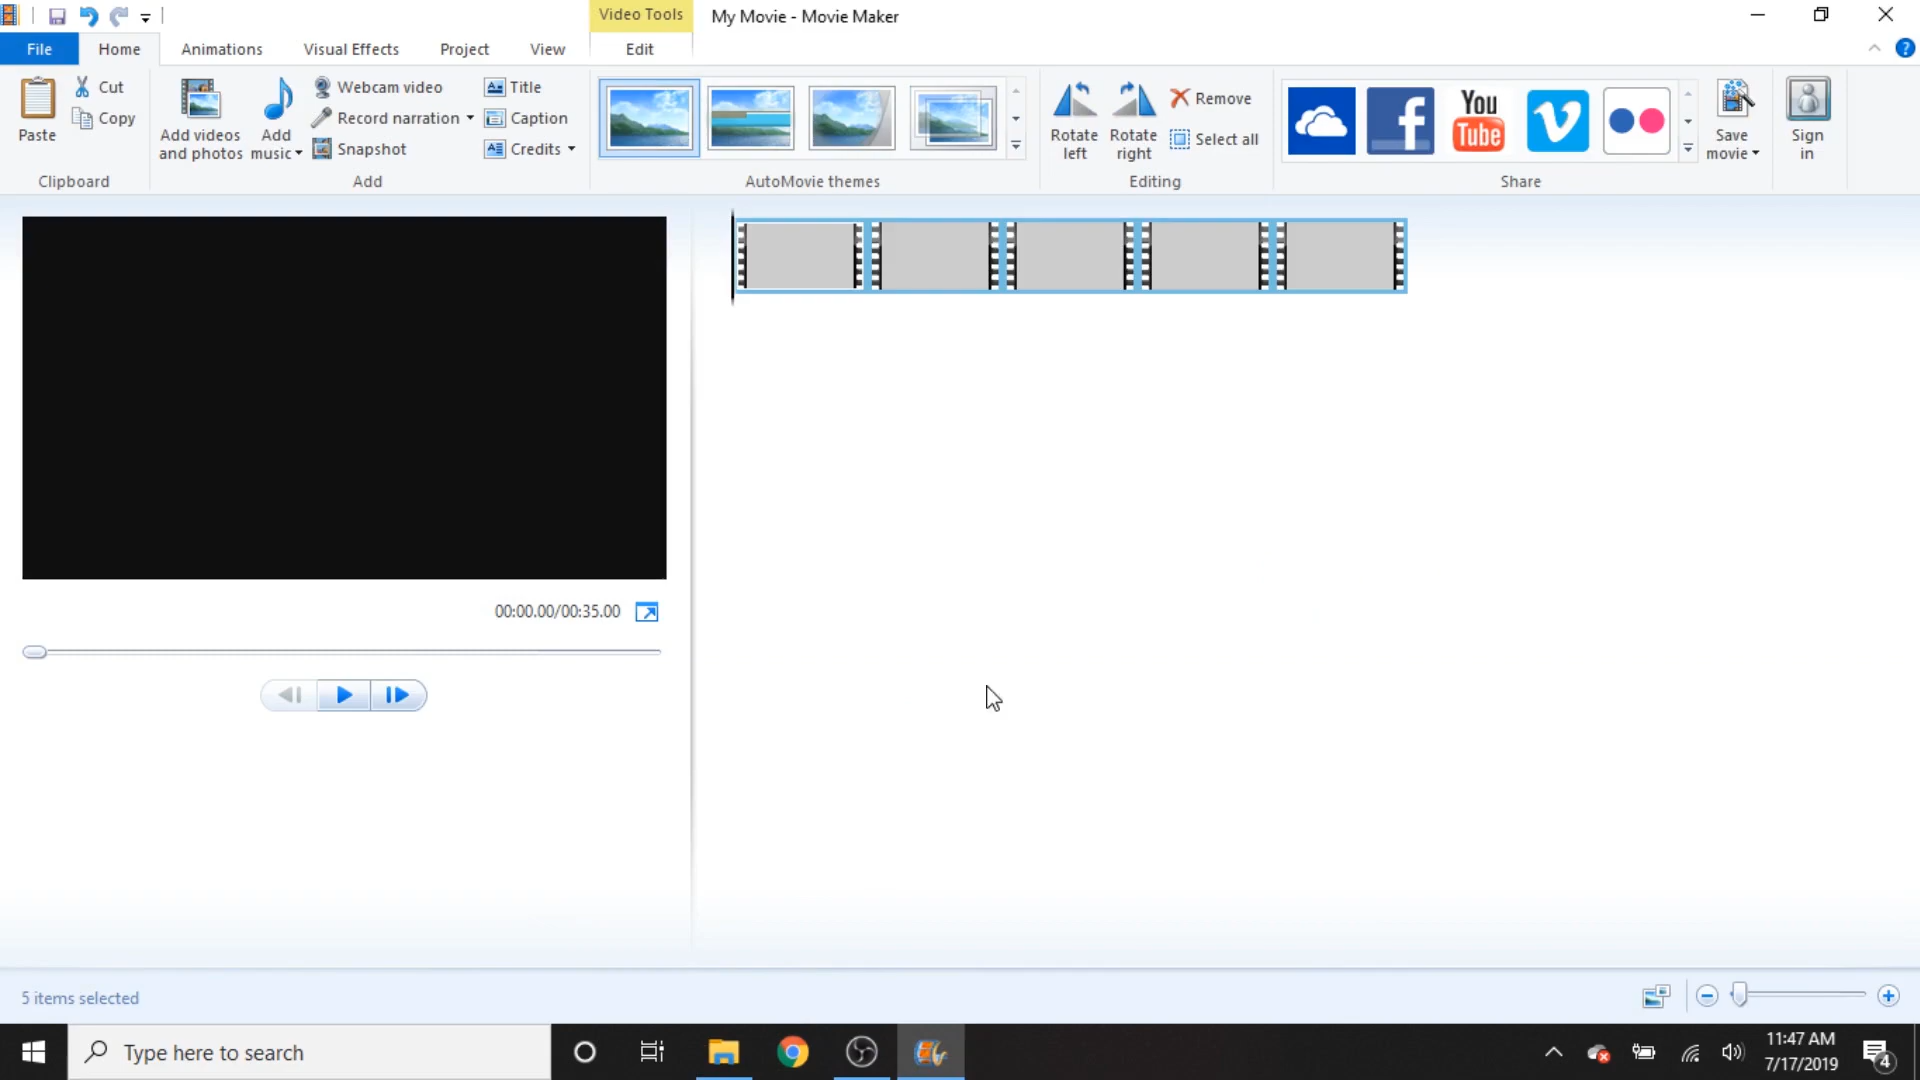 Video Tools
My Movie - Movie Maker
File Home Animations Visual Effects Project View Edit
Paste
Cut
Copy
Clipboard
Add videos
and photos
Add
music
Webcam video
Record narration
Snapshot
Title
Caption
Credits
Add
AutoMovie themes
Rotate
left
Rotate
right
Remove
Select all
Editing
f
You
Tube
Share
Save
movie
Sign
in
00:00.00/00:35.00
5 items selected
Type here to search
11:47 AM
7/17/2019
4